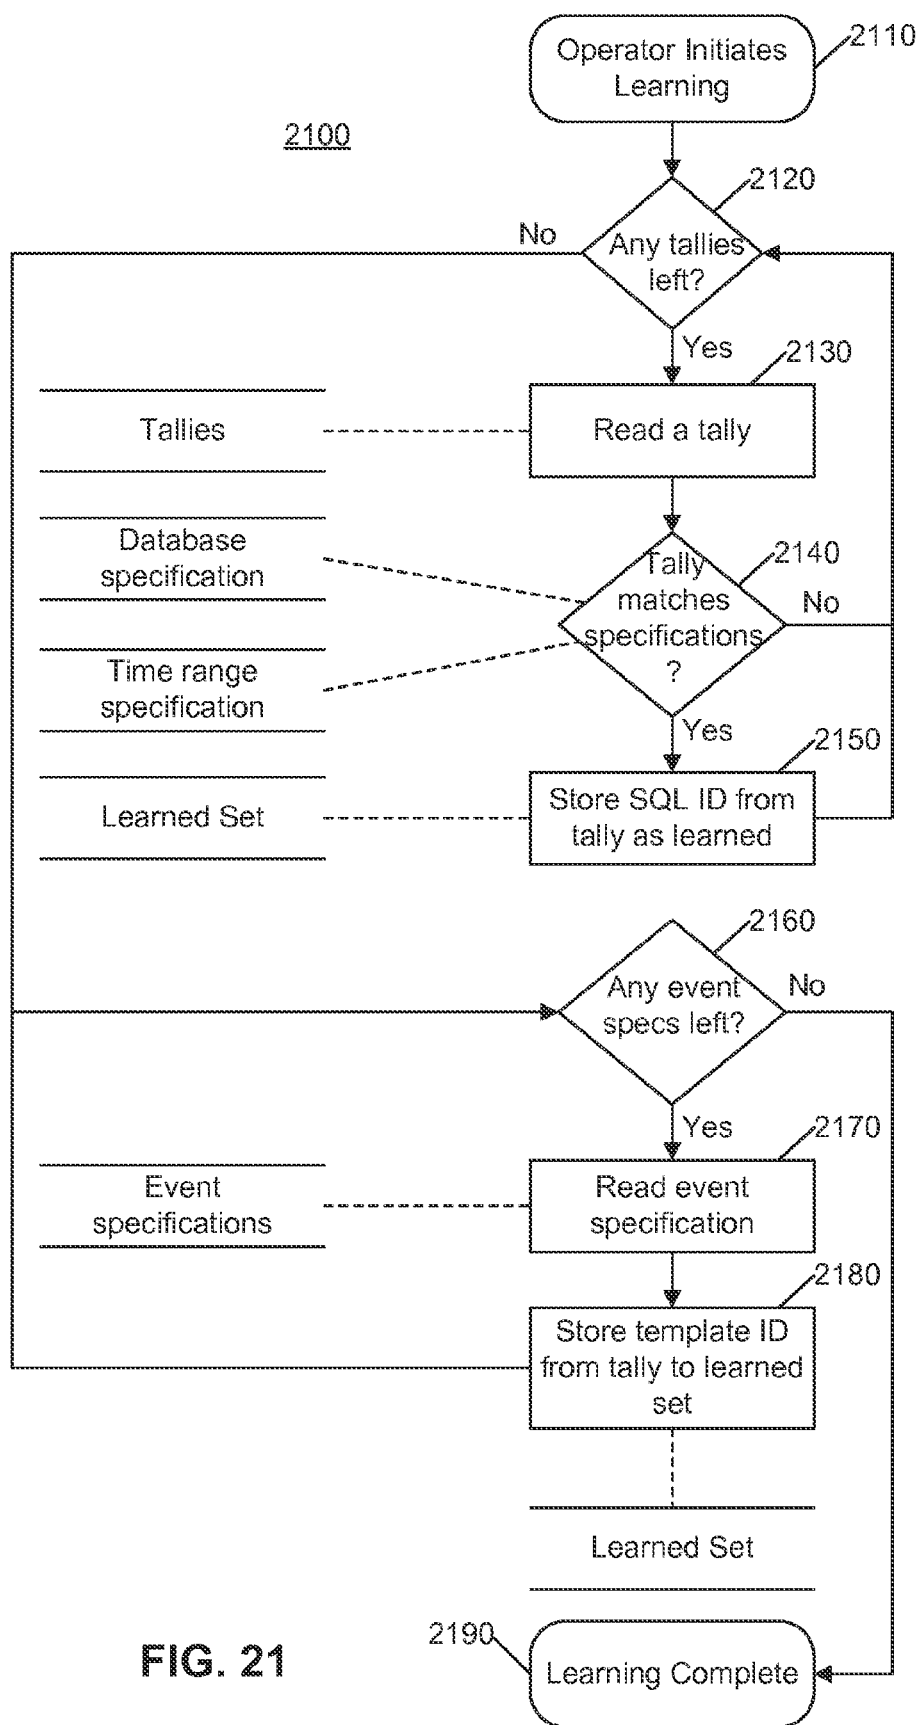 Operator Initiates
Learning
2110
2100
2120
No
Any tallies
left?
Yes
2130
Tallies
Read a tally
Database
specification
2140
Tally
matches
specifications
?
No
Time range
specification
Yes
2150
Learned Set
Store SQL ID from
tally as learned
2160
Any event
specs left?
No
Yes
2170
Event
specifications
Read event
specification
2180
Store template ID
from tally to learned
set
Learned Set
2190
FIG. 21
Learning Complete